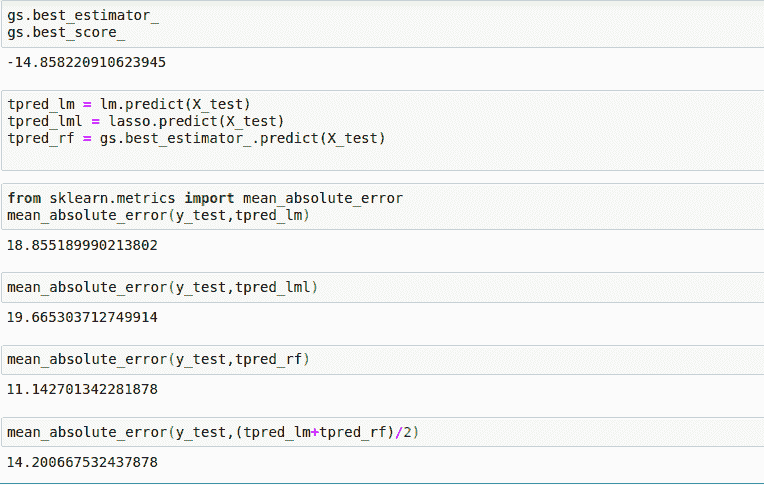 gs.best_estimator_
gs.best_score_
-14.858220910623945
tpred_lm = lm.predict(X_test)
tpred_lml = lasso.predict(X_test)
tpred_rf = gs.best_estimator_.predict(X_test)
from sklearn.metrics import mean_absolute_error
mean_absolute_error(y_test,tpred_lm)
18.855189990213802
mean_absolute_error(y_test,tpred_lml)
19.665303712749914
mean_absolute_error(y_test,tpred_rf)
11.142701342281878
mean_absolute_error(y_test,(tpred_lm+tpred_rf)/2)
14.200667532437878